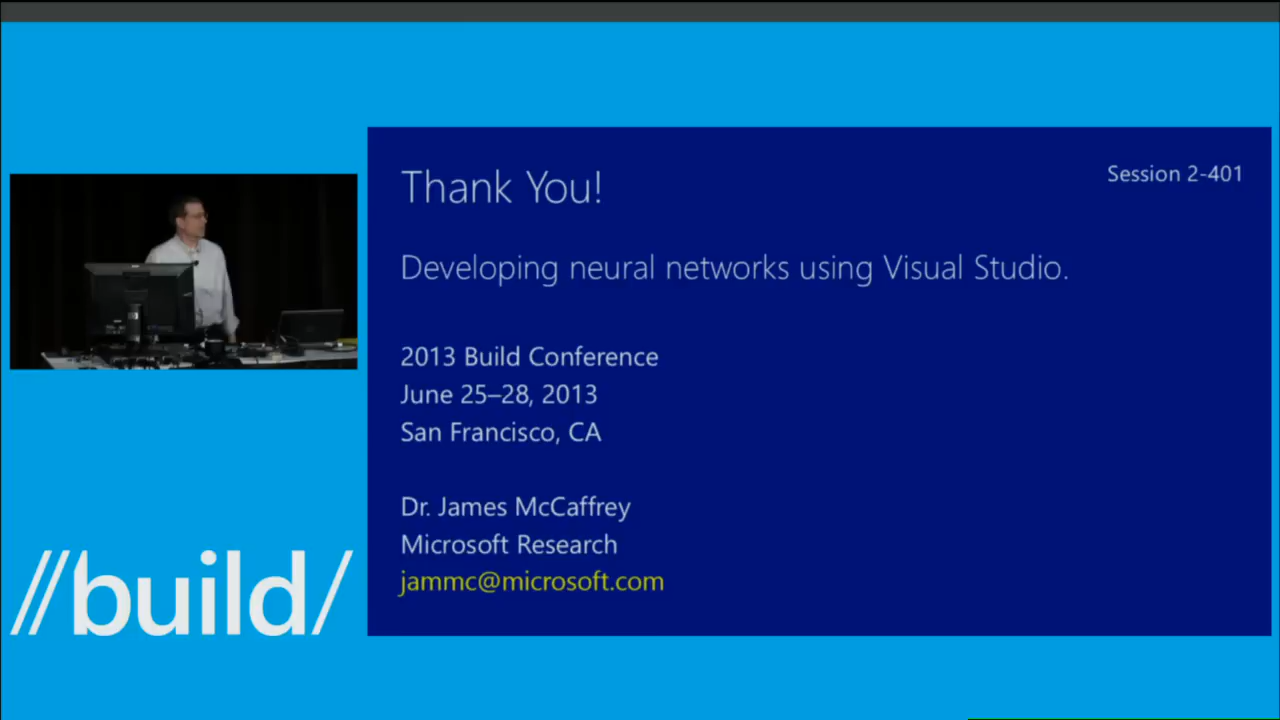 Thank You!
Session 2-401
Developing neural networks using Visual Studio.
2013 Build Conference
June 25–28, 2013
San Francisco, CA
Dr. James McCaffrey
Microsoft Research
jammc@microsoft.com
//build/